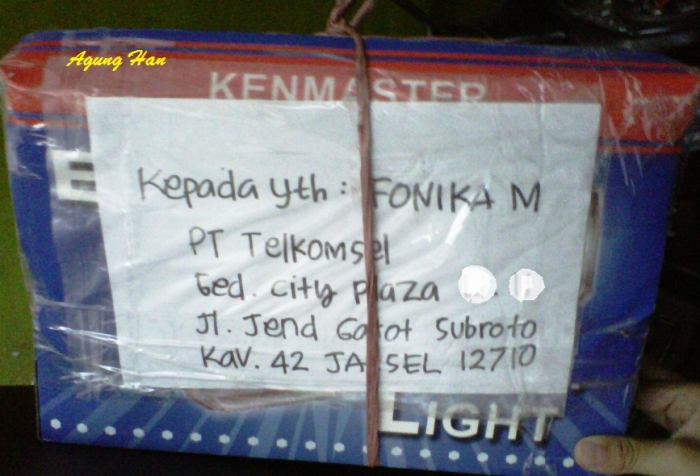 Agung Han
KENMASTER
Kepada yth : FONIKA M
PT Telkomsel
Ged. City Plaza
Jl. Jend Gatot Subroto
Kav. 42 JAKSEL 12710
LIGHT